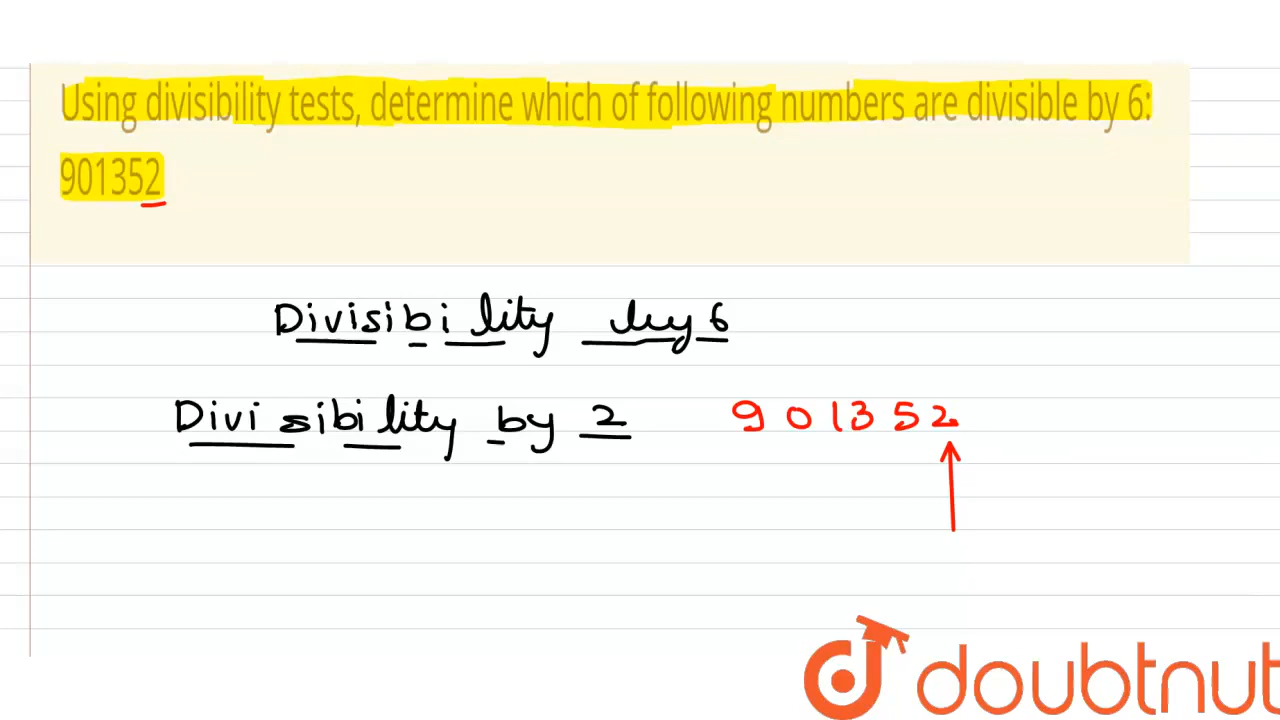 Using divisibility tests, determine which of following numbers are divisible by 6:
901352
Divisibility by 6
Divisibility by 2 901352
doubtnut